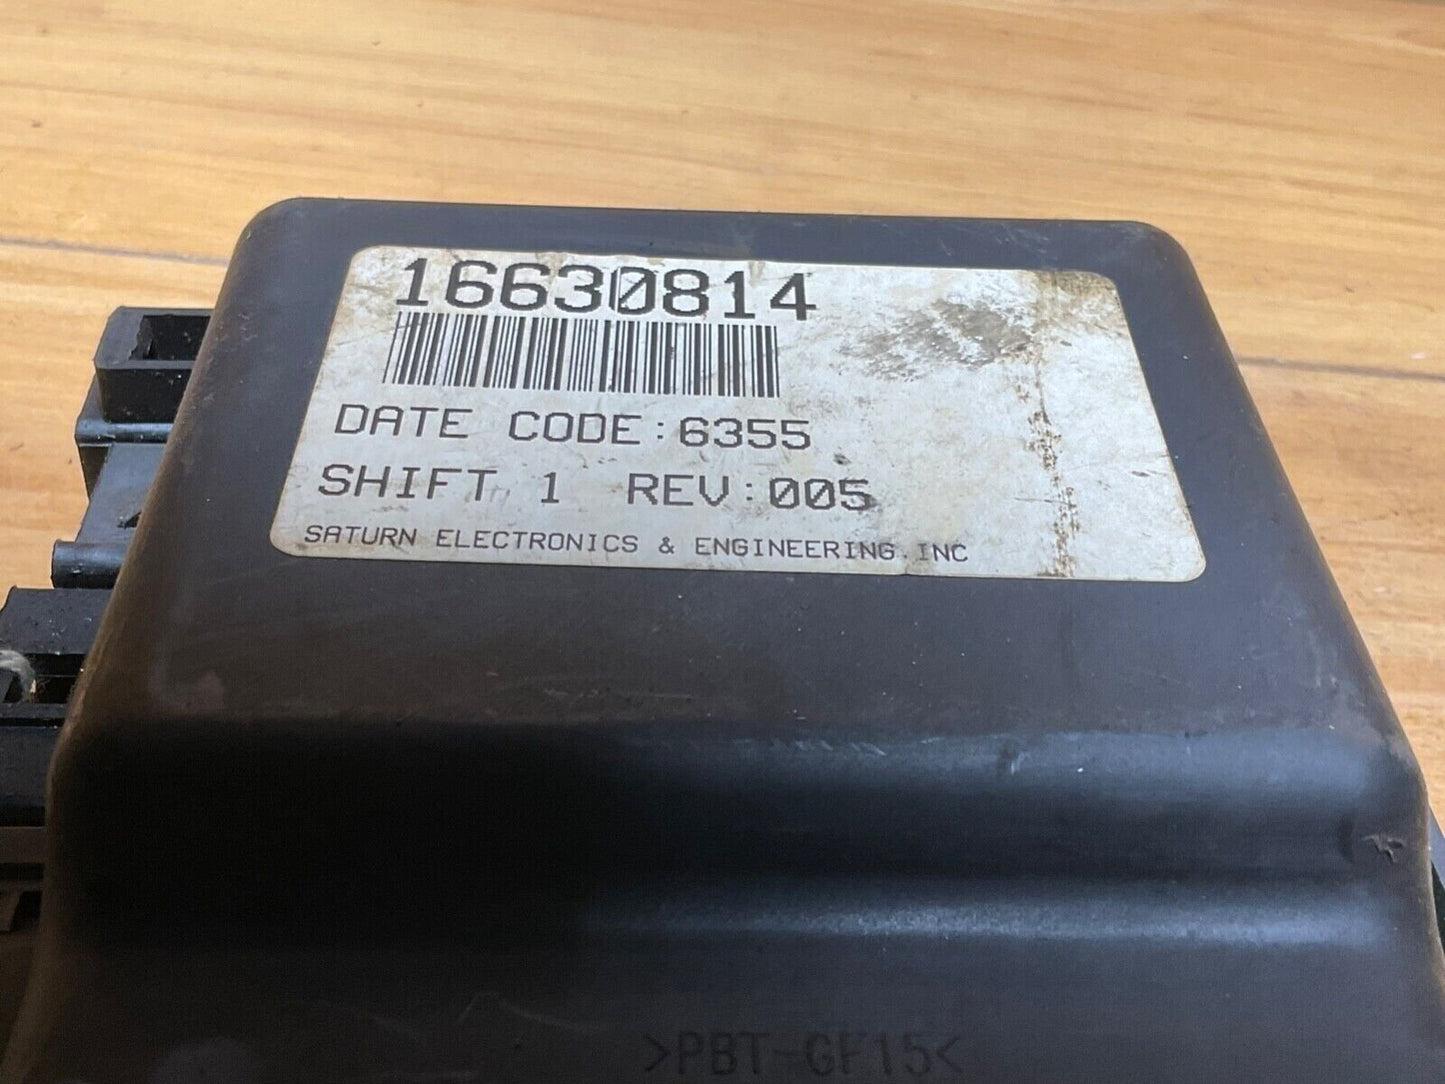 16630814
DATE CODE:6355
SHIFT 1 REV:005
SATURN ELECTRONICS & ENGINEERING.INC
>PBT-GF15<